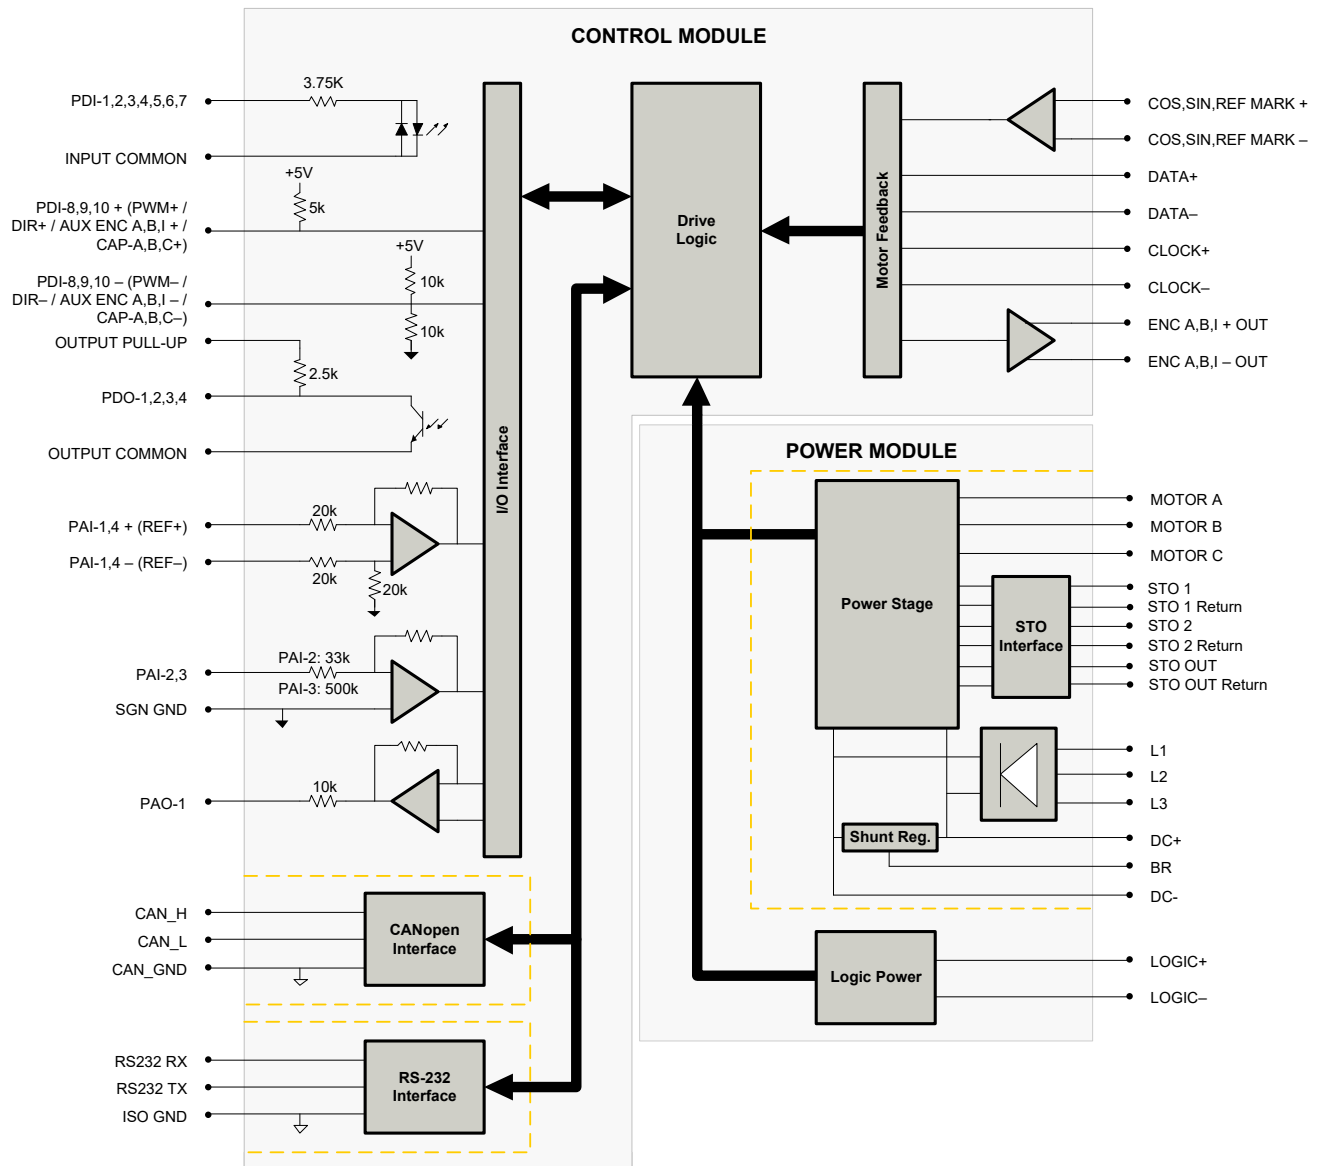 CONTROL MODULE
3.75K
PDI-1,2,3,4,5,6,7
INPUT COMMON
+5V
5k
PDI-8,9,10 + (PWM+ /
DIR+ / AUX ENC A,B,I + /
CAP-A,B,C+)
+5V
10k
PDI-8,9,10 – (PWM– /
DIR– / AUX ENC A,B,I – /
CAP-A,B,C–)
10k
OUTPUT PULL-UP
2.5k
PDO-1,2,3,4
OUTPUT COMMON
20k
PAI-1,4 + (REF+)
PAI-1,4 – (REF–)
20k
20k
PAI-2: 33k
PAI-2,3
PAI-3: 500k
SGN GND
10k
PAO-1
I/O Interface
CAN_H
CAN_L
CAN_GND
CANopen
Interface
RS232 RX
RS232 TX
ISO GND
RS-232
Interface
Drive
Logic
Motor Feedback
COS,SIN,REF MARK +
COS,SIN,REF MARK –
DATA+
DATA–
CLOCK+
CLOCK–
ENC A,B,I + OUT
ENC A,B,I – OUT
POWER MODULE
Power Stage
MOTOR A
MOTOR B
MOTOR C
STO
Interface
STO 1
STO 1 Return
STO 2
STO 2 Return
STO OUT
STO OUT Return
L1
L2
L3
Shunt Reg.
DC+
BR
DC-
Logic Power
LOGIC+
LOGIC–